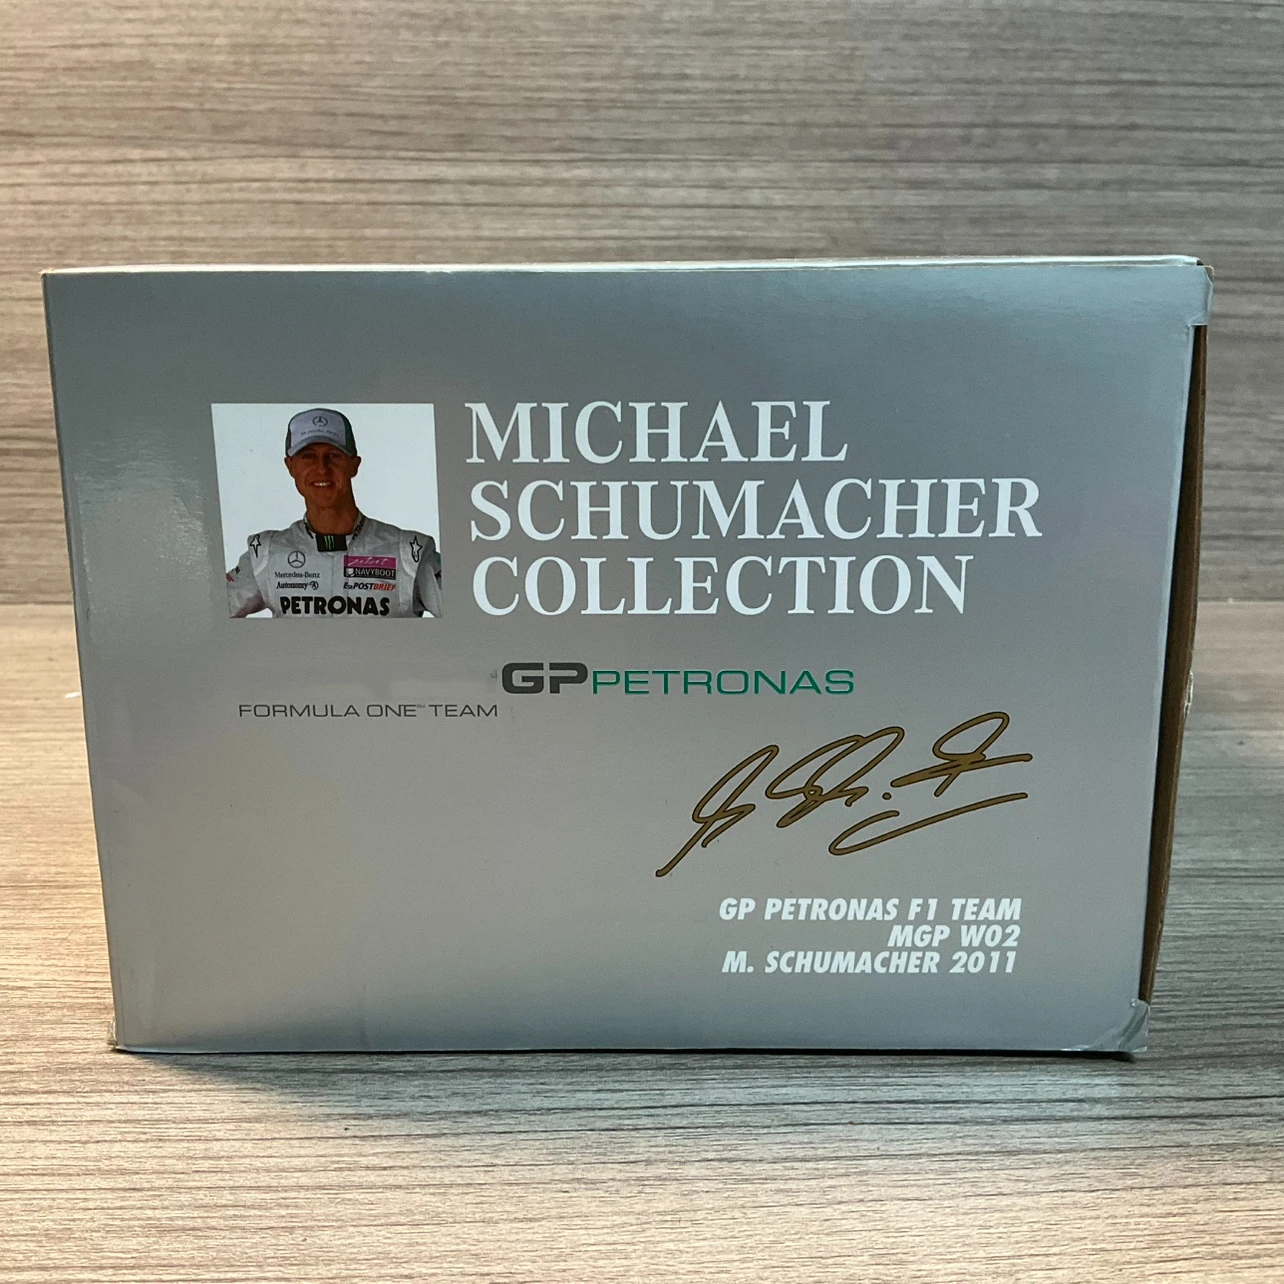 MICHAEL
SCHUMACHER
COLLECTION
Mercedes-Benz
Autonomy
NAVYBOOT
PETRONAS
GP PETRONAS
FORMULA ONE™ TEAM
GP PETRONAS F1 TEAM
MGP W02
M. SCHUMACHER 2011